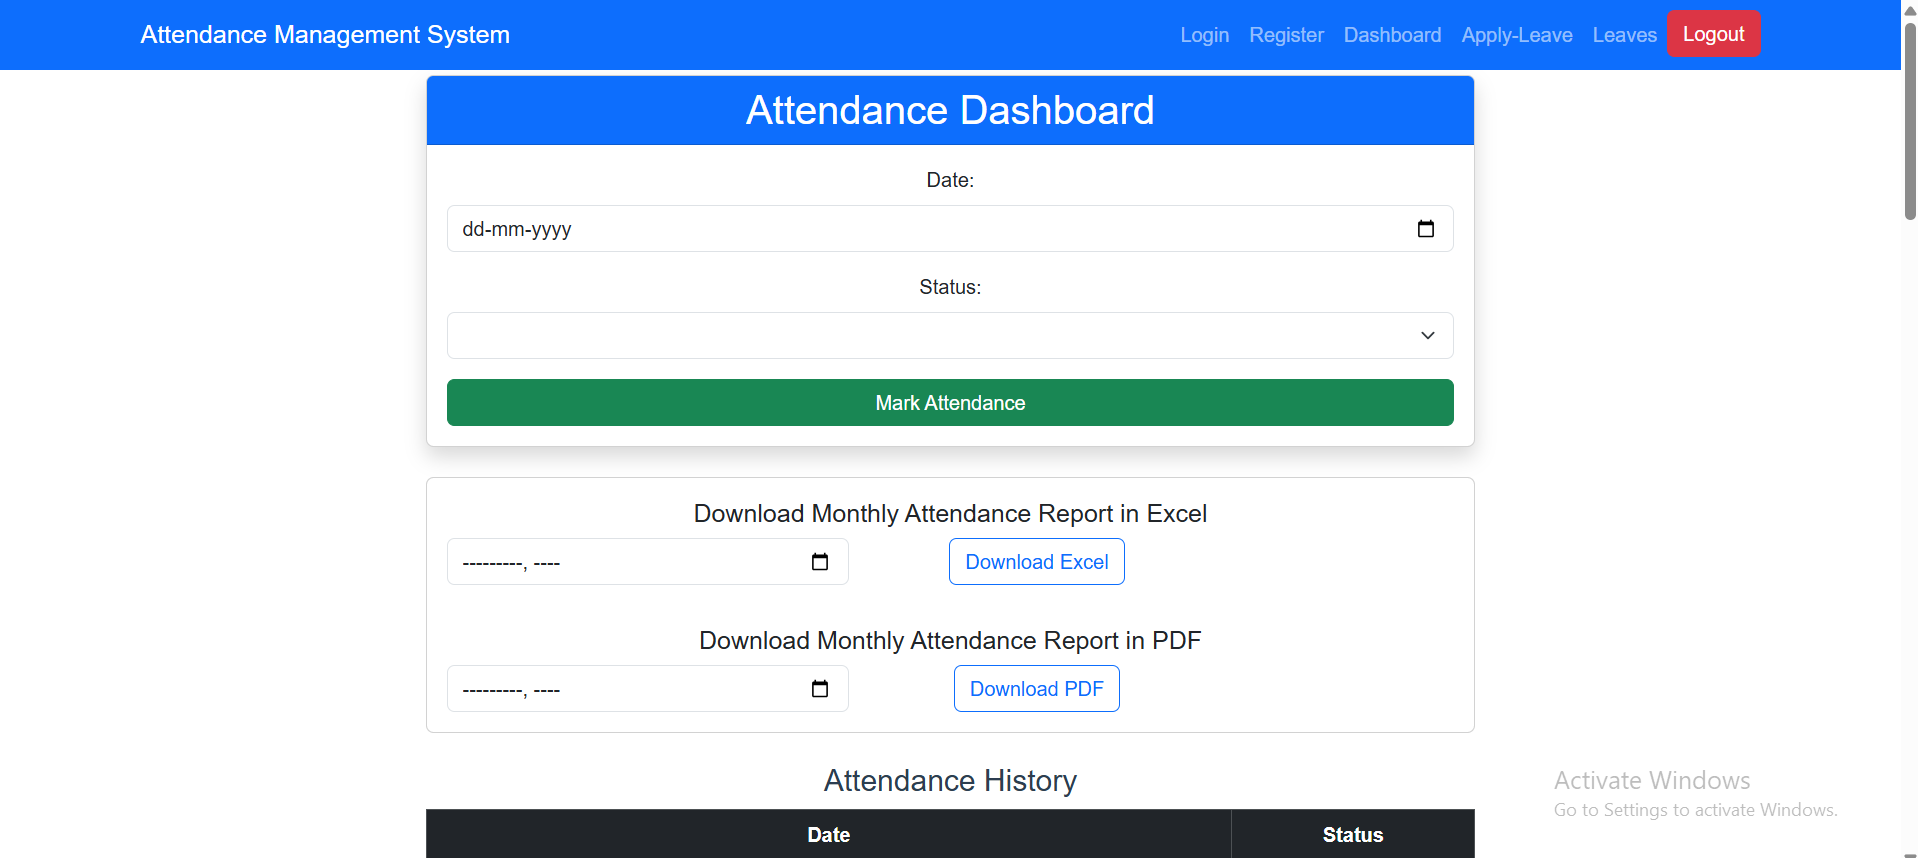 Attendance Management System
Login Register Dashboard Apply-Leave Leaves Logout
Attendance Dashboard
Date:
dd-mm-yyyy
Status:
Mark Attendance
Download Monthly Attendance Report in Excel
---------, ----
Download Excel
Download Monthly Attendance Report in PDF
---------, ----
Download PDF
Attendance History
Activate Windows
Go to Settings to activate Windows.
Date Status